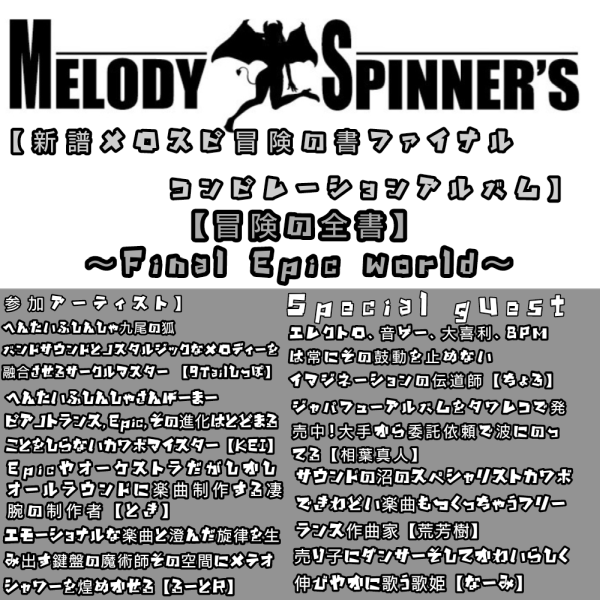 MELODY SPINNER'S
【新譜メロスピ冒険の書ファイナル
コンピレーションアルバム】
【冒険の全書】
～Final Epic World～
参加アーティスト】
へんたいふしんしゃ九尾の狐
バンドサウンドとノスタルジックなメロディーを
融合させるサークルマスター【9Tailしっぽ】
へんたいふしんしゃさんげーまー
ピアノトランス,Epic,その進化はとどまる
ことをしらないカワボマイスター【KEI】
Epicやオーケストラだがしかし
オールラウンドに楽曲制作する凄
腕の制作者【とき】
エモーショナルな楽曲と澄んだ旋律を生
み出す鍵盤の魔術師その空間にメテオ
シャワーを煌めかせる【るーとR】
Special guest
エレクトロ、音ゲー、大喜利、BPM
は常にその鼓動を止めない
イマジネーションの伝道師【ちょろ】
ジャパフューアルバムをタワレコで発
売中!大手から委託依頼で波にのっ
てる【相葉真人】
サウンドの沼のスペシャリストカワボ
できわどい楽曲もつくっちゃうフリー
ランス作曲家【荒芳樹】
売り子にダンサーそしてかわいらしく
伸びやかに歌う歌姫【なーみ】